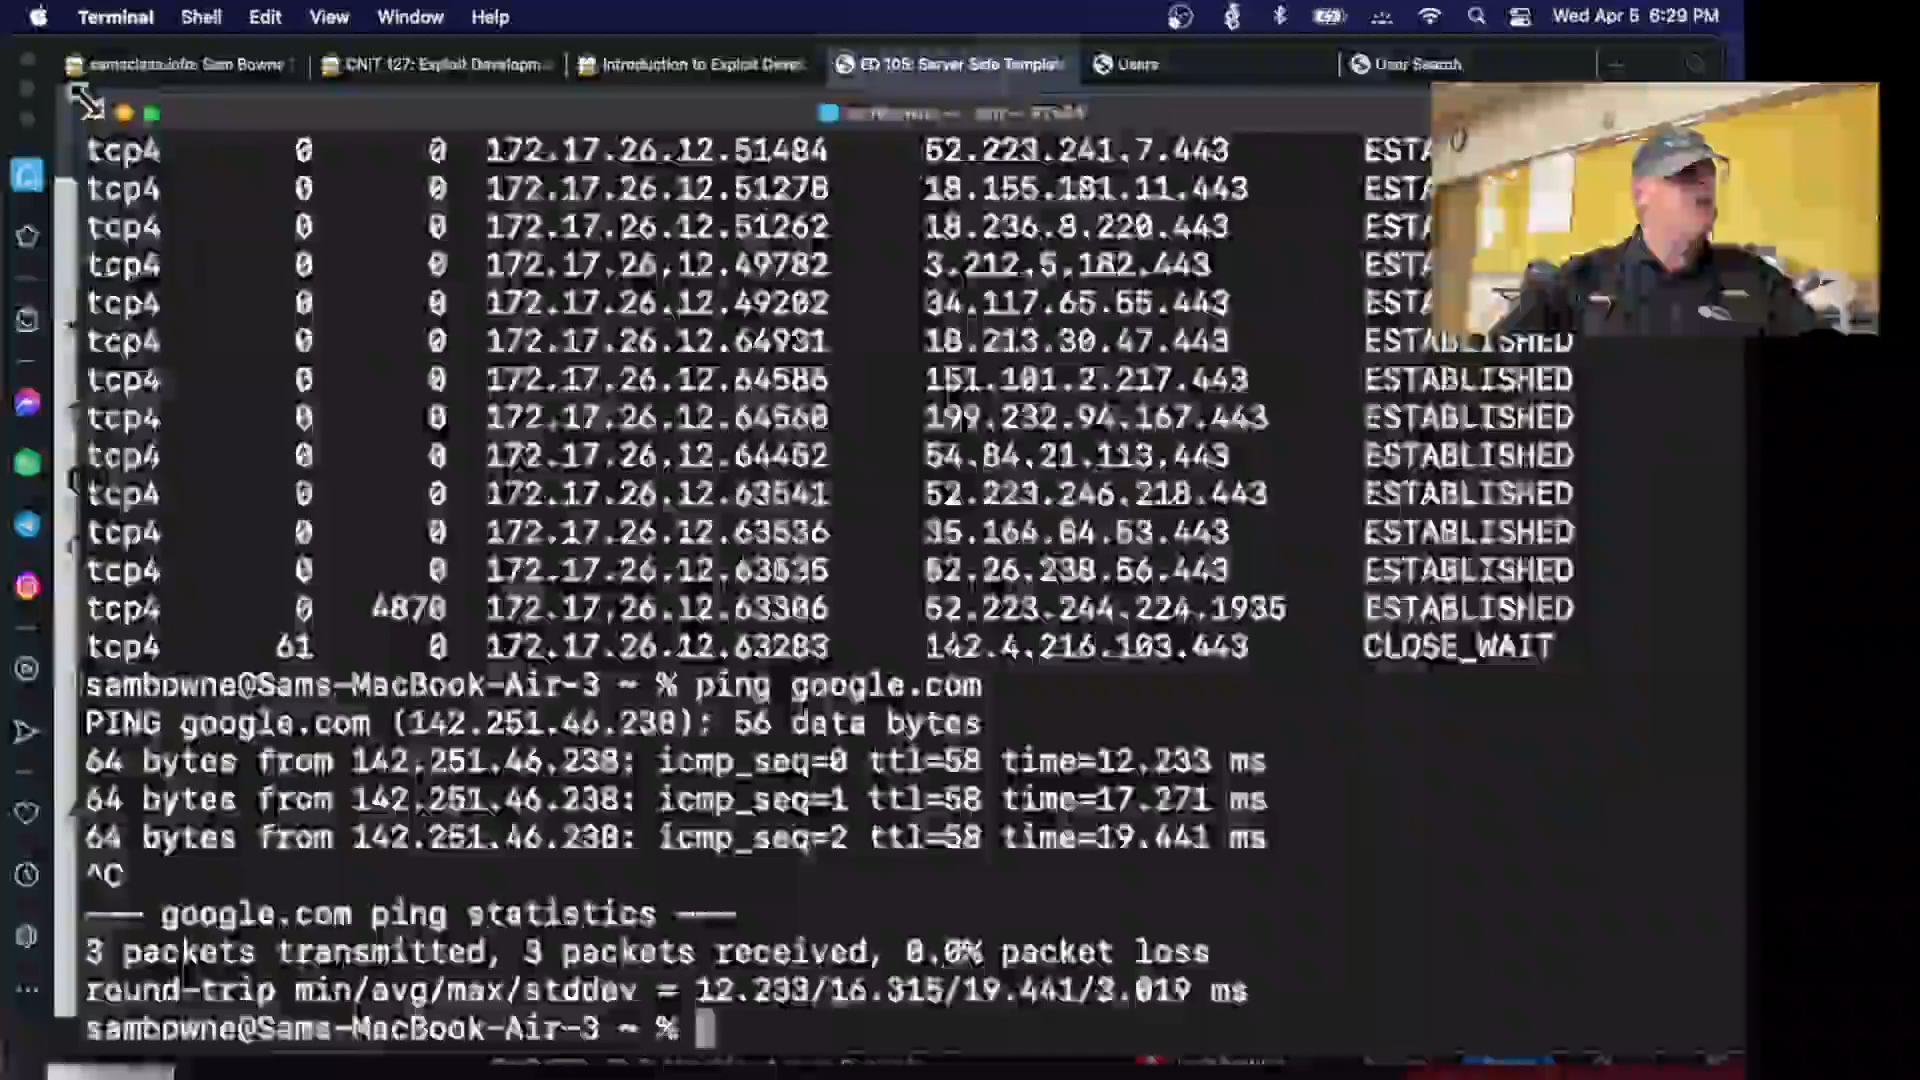 Terminal Shell Edit View Window Help Wed Apr 6 6:29 PM
samsclass.info: Sam Bowne CNIT 127: Exploit Developm... Introduction to Exploit Deve... ED 105: Server Side Templat... Users User Search
tcp4 0 0 172.17.26.12.51484 52.223.241.7.443 ESTA
tcp4 0 0 172.17.26.12.51278 18.155.181.11.443 ESTA
tcp4 0 0 172.17.26.12.51262 18.236.8.220.443 ESTA
tcp4 0 0 172.17.26.12.49782 3.212.5.182.443 ESTA
tcp4 0 0 172.17.26.12.49202 34.117.65.55.443 ESTA
tcp4 0 0 172.17.26.12.64931 18.213.30.47.443 ESTABLISHED
tcp4 0 0 172.17.26.12.64586 151.101.2.217.443 ESTABLISHED
tcp4 0 0 172.17.26.12.64560 199.232.94.167.443 ESTABLISHED
tcp4 0 0 172.17.26.12.64452 54.84.21.113.443 ESTABLISHED
tcp4 0 0 172.17.26.12.63541 52.223.246.218.443 ESTABLISHED
tcp4 0 0 172.17.26.12.63536 35.164.84.53.443 ESTABLISHED
tcp4 0 0 172.17.26.12.63535 52.26.238.56.443 ESTABLISHED
tcp4 0 4870 172.17.26.12.63306 52.223.244.224.1935 ESTABLISHED
tcp4 61 0 172.17.26.12.63283 142.4.216.103.443 CLOSE_WAIT
sambowne@Sams-MacBook-Air-3 ~ % ping google.com
PING google.com (142.251.46.238): 56 data bytes
64 bytes from 142.251.46.238: icmp_seq=0 ttl=58 time=12.233 ms
64 bytes from 142.251.46.238: icmp_seq=1 ttl=58 time=17.271 ms
64 bytes from 142.251.46.238: icmp_seq=2 ttl=58 time=19.441 ms
^C
--- google.com ping statistics ---
3 packets transmitted, 3 packets received, 0.0% packet loss
round-trip min/avg/max/stddev = 12.233/16.315/19.441/3.019 ms
sambowne@Sams-MacBook-Air-3 ~ %